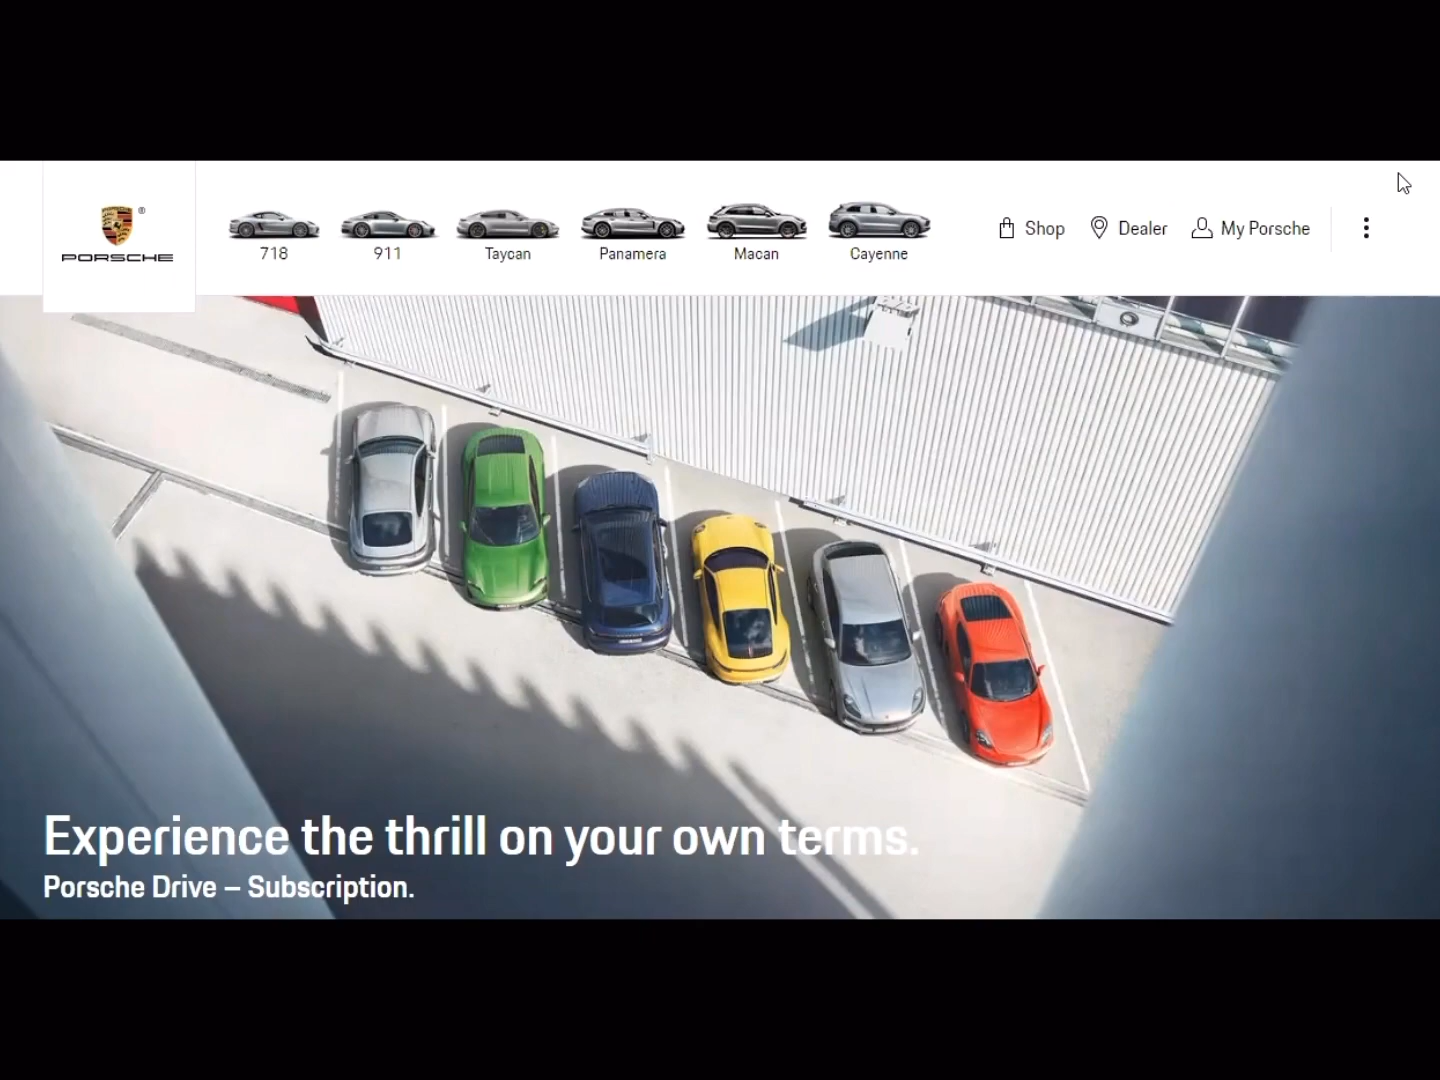 PORSCHE
718
911
Taycan
Panamera
Macan
Cayenne
Shop
Dealer
My Porsche
Experience the thrill on your own terms.
Porsche Drive – Subscription.